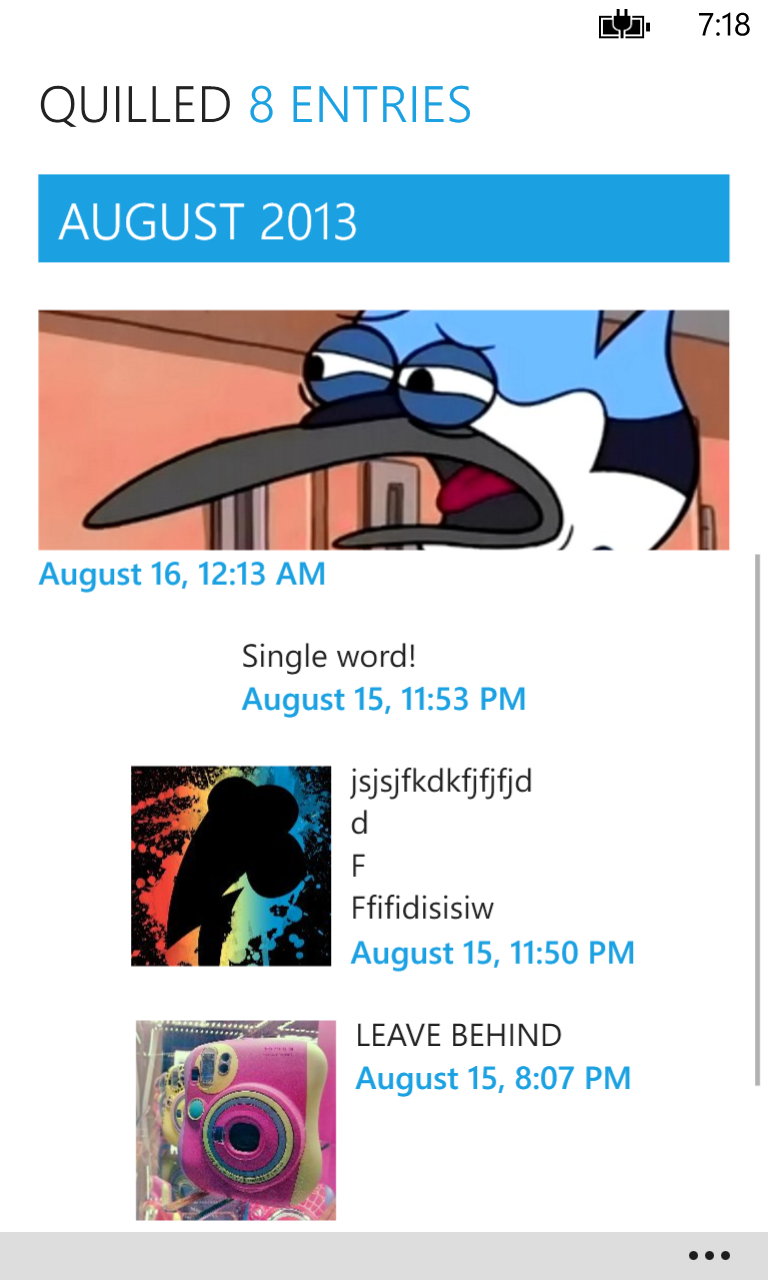 7:18
QUILLED 8 ENTRIES
AUGUST 2013
August 16, 12:13 AM
Single word!
August 15, 11:53 PM
jsjsjfkdkfjfjfjd
d
F
Ffifidisisiw
August 15, 11:50 PM
LEAVE BEHIND
August 15, 8:07 PM